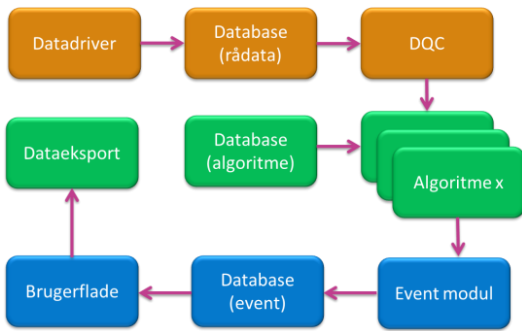 Datadriver
Database
(rådata)
DQC
Dataeksport
Database
(algoritme)
Algoritme x
Brugerflade
Database
(event)
Event modul